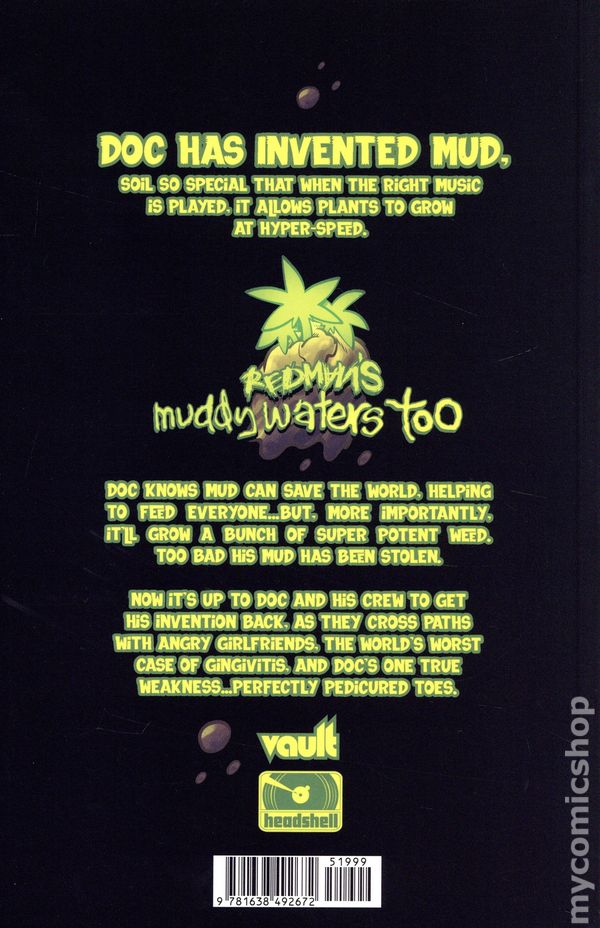 DOC HAS INVENTED MUD,
SOIL SO SPECIAL THAT WHEN THE RIGHT MUSIC
IS PLAYED, IT ALLOWS PLANTS TO GROW
AT HYPER-SPEED.
REDMAN'S
muddy waters too
DOC KNOWS MUD CAN SAVE THE WORLD, HELPING
TO FEED EVERYONE...BUT, MORE IMPORTANTLY,
IT'LL GROW A BUNCH OF SUPER POTENT WEED.
TOO BAD HIS MUD HAS BEEN STOLEN.
NOW IT'S UP TO DOC AND HIS CREW TO GET
HIS INVENTION BACK, AS THEY CROSS PATHS
WITH ANGRY GIRLFRIENDS, THE WORLD'S WORST
CASE OF GINGIVITIS, AND DOC'S ONE TRUE
WEAKNESS...PERFECTLY PEDICURED TOES.
vault
headshell
51999
9 781638 492672
mycomicshop